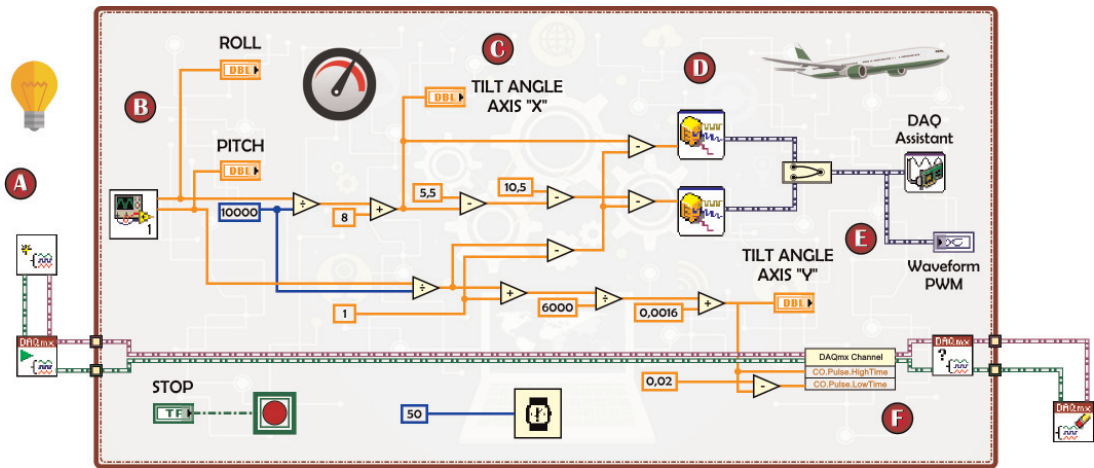 ROLL
DBL
B
C
TILT ANGLE
AXIS "X"
DBL
D
DAQ
Assistant
PITCH
DBL
A
1
10000
÷
8
+
5,5
-
10,5
-
-
-
-
E
Waveform
PWM
TILT ANGLE
AXIS "Y"
DBL
÷
1
+
6000
÷
0,0016
+
DAQmx
DAQmx Channel
CO.Pulse.HighTime
CO.Pulse.LowTime
DAQmx
?
STOP
TF
50
0,02
-
F
DAQmx